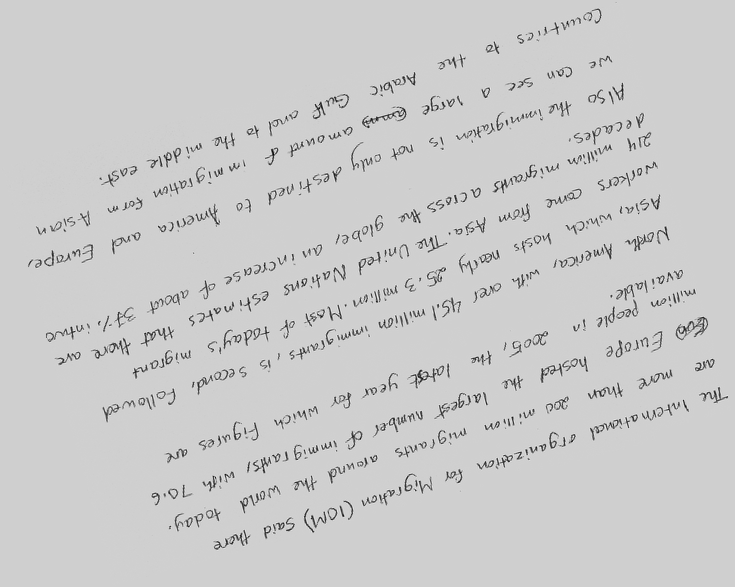 The International organization for Migration (IOM) said there
are more than 200 million migrants around the world today.
Europe hosted the largest number of immigrants, with 70.6
million people in 2005, the latest year for which figures are
available.
North America, with over 45.1 million immigrants, is second, followed
Asia, which hosts nearly 25.3 million. Most of today's migrant
workers come from Asia. The United Nations estimates that there are
214 million migrants across the globe, an increase of about 37%. intwo
decades.
Also the immigration is not only destined to America and Europe,
we can see a large amount of immigration form Asian
Countries to the Arabic Gulf and to the middle east.